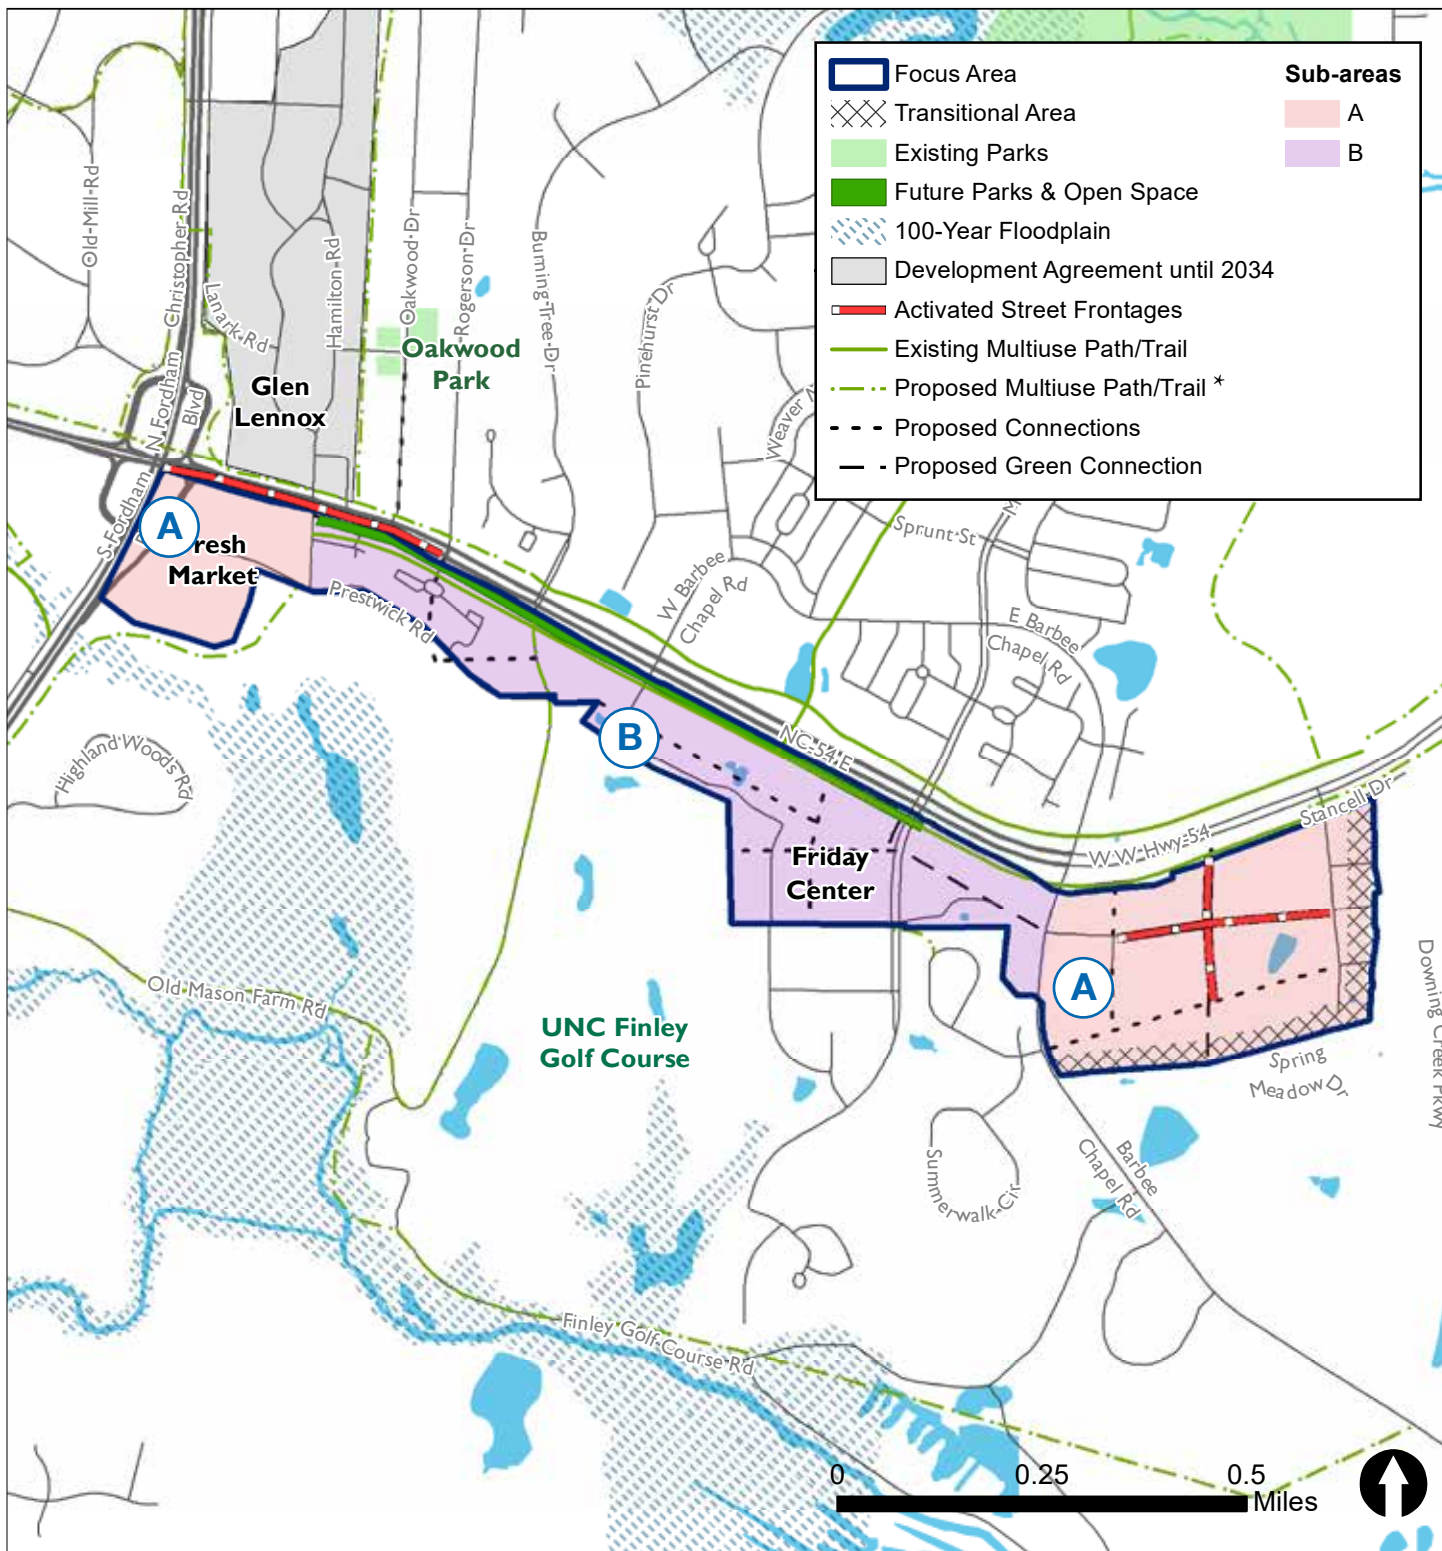 Focus Area
Transitional Area
Existing Parks
Future Parks & Open Space
100-Year Floodplain
Development Agreement until 2034
Activated Street Frontages
Existing Multiuse Path/Trail
Proposed Multiuse Path/Trail *
Proposed Connections
Proposed Green Connection
Sub-areas
A
B
Old-Mill-Rd
Christopher-Rd
N Fordham
Blvd
S-Fordham
Lanark-Rd
Hamilton-Rd
Oakwood-Dr
Rogerson-Dr
Burning-Tree-Dr
Pinehurst Dr
Weaver
Sprunt-St
Glen
Lennox
Oakwood
Park
A
resh
Market
Prestwick Rd
W Barbee
Chapel Rd
E Barbee
Chapel Rd
B
NC-54 E
Highland Woods Rd
W W Hwy-54
Stancell Dr
Friday
Center
A
Downing Creek Pkwy
Old Mason Farm Rd
UNC Finley
Golf Course
Spring
Meadow Dr
Summerwalk-Cir
Barbee
Chapel Rd
Finley Golf Course Rd
0
0.25
0.5
Miles